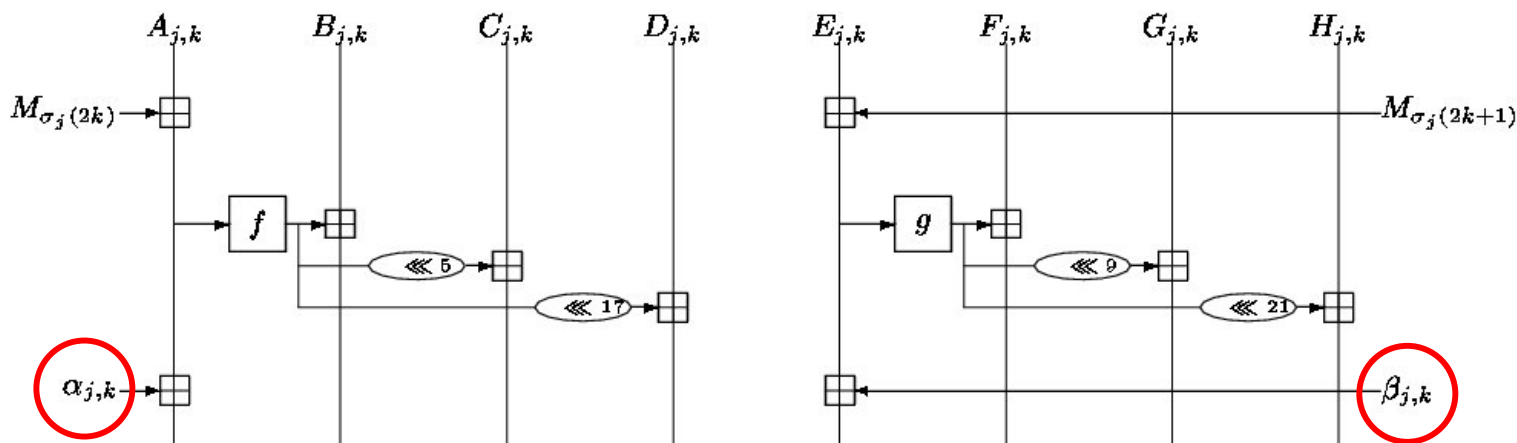 A_{j,k} B_{j,k} C_{j,k} D_{j,k} E_{j,k} F_{j,k} G_{j,k} H_{j,k}
M_{σ_j(2k)} M_{σ_j(2k+1)}
f g
⋘ 5 ⋘ 9
⋘ 17 ⋘ 21
α_{j,k} β_{j,k}